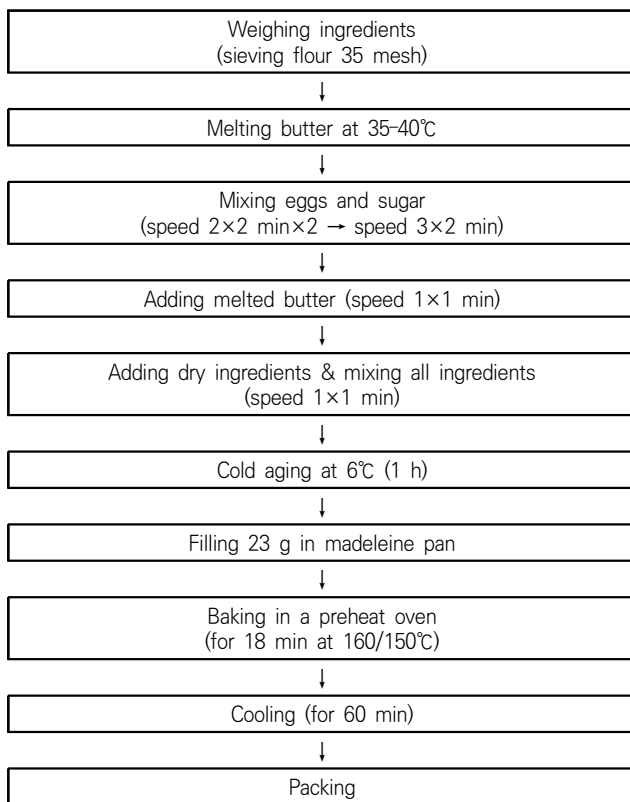 Weighing ingredients
(sieving flour 35 mesh)
↓
Melting butter at 35-40℃
↓
Mixing eggs and sugar
(speed 2×2 min×2 → speed 3×2 min)
↓
Adding melted butter (speed 1×1 min)
↓
Adding dry ingredients & mixing all ingredients
(speed 1×1 min)
↓
Cold aging at 6℃ (1 h)
↓
Filling 23 g in madeleine pan
↓
Baking in a preheat oven
(for 18 min at 160/150℃)
↓
Cooling (for 60 min)
↓
Packing